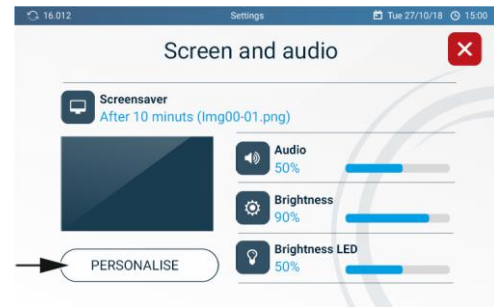 16.012 Settings Tue 27/10/18 15:00
Screen and audio
Screensaver
After 10 minuts (Img00-01.png)
Audio
50%
Brightness
90%
Brightness LED
50%
PERSONALISE